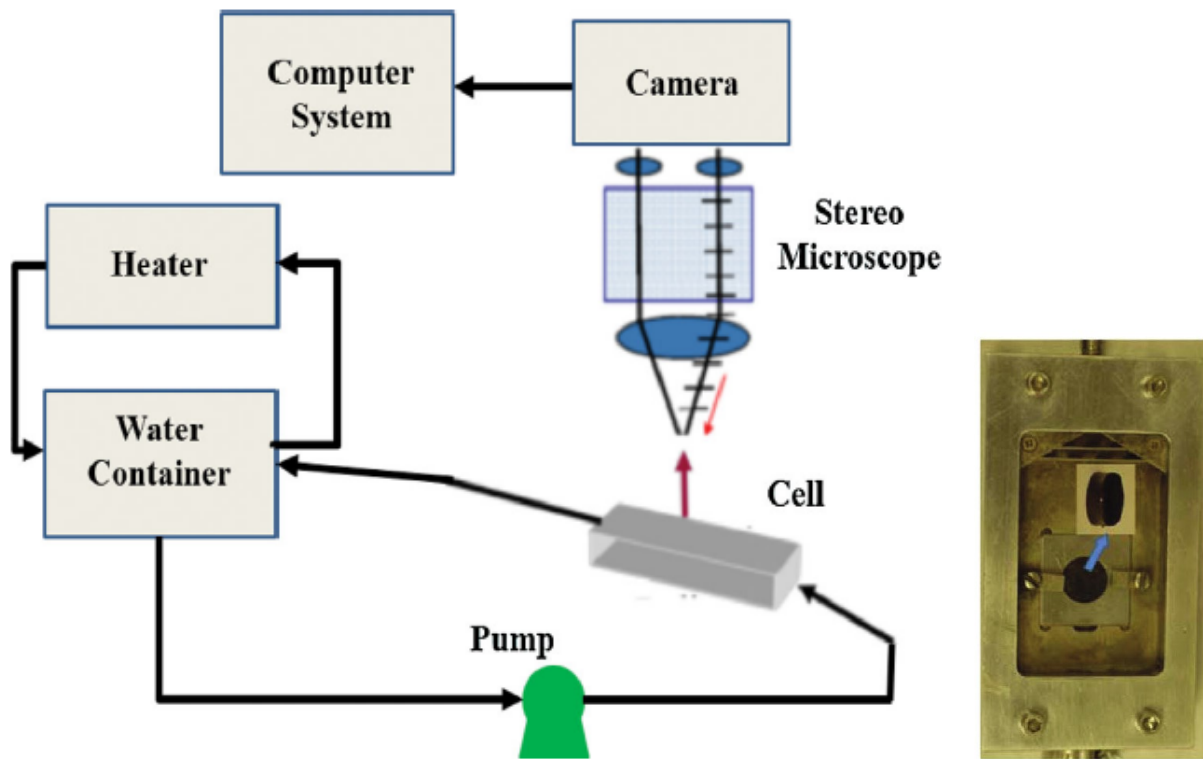 Computer
System
Camera
Stereo
Microscope
Heater
Water
Container
Cell
Pump